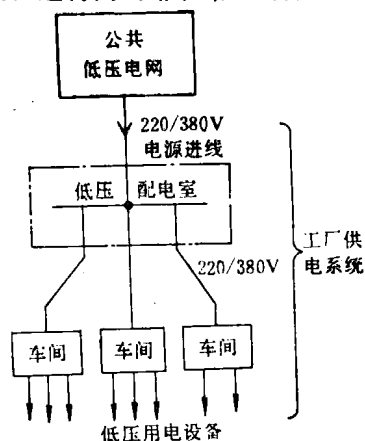 公共
低压电网
220/380V
电源进线
低压 配电室
工厂供
电系统
220/380V
车间
车间
车间
低压用电设备